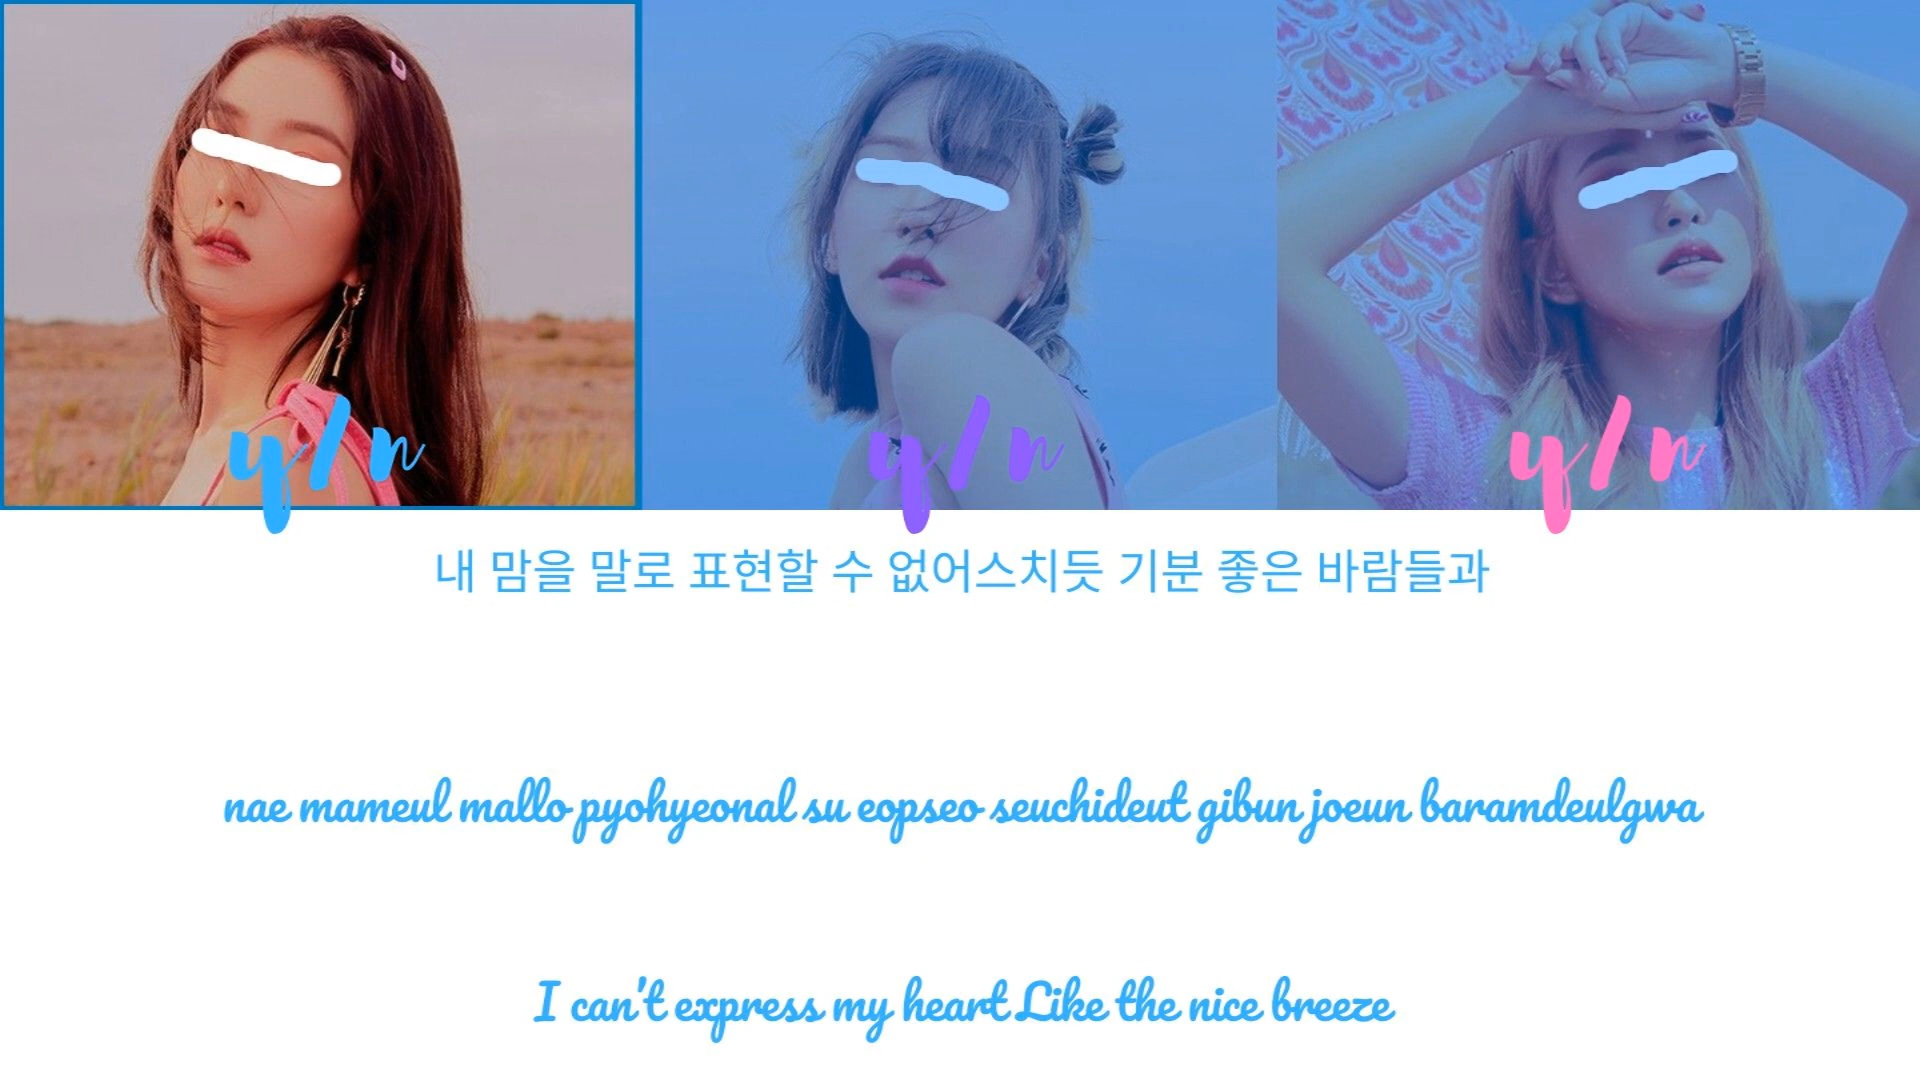 y/n y/n y/n
내 맘을 말로 표현할 수 없어스치듯 기분 좋은 바람들과
nae mameul mallo pyohyeonal su eopseo seuchideut gibun joeun baramdeulgwa
I can't express my heart Like the nice breeze